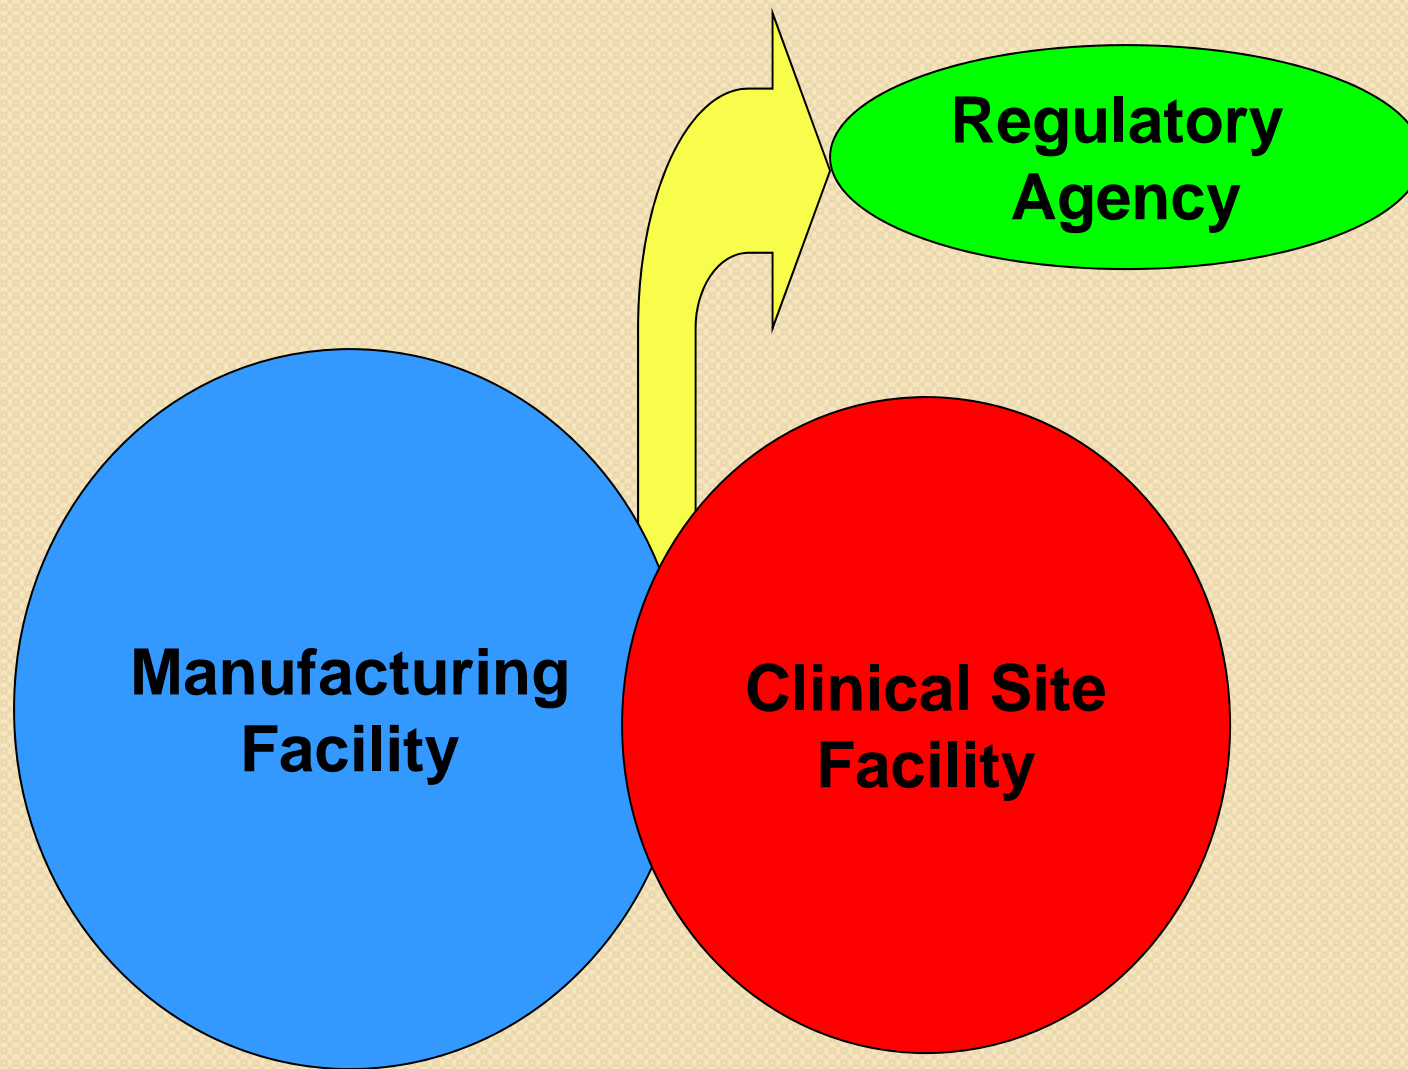 Regulatory
Agency
Manufacturing
Facility
Clinical Site
Facility